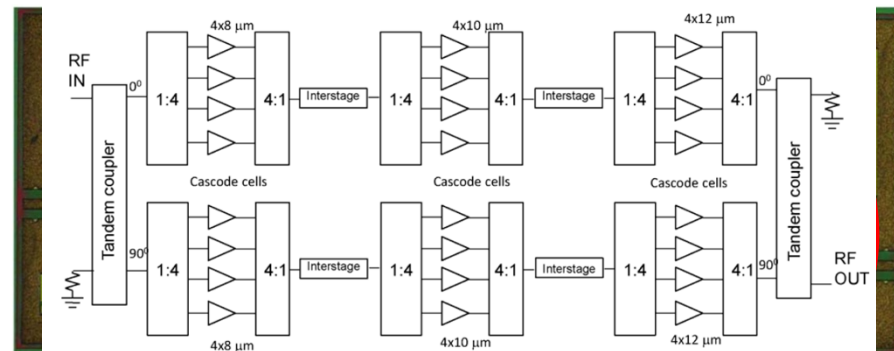 4x8 μm
4x10 μm
4x12 μm
RF
IN
0⁰
1:4
4:1
Interstage
1:4
4:1
Interstage
1:4
4:1
0⁰
Tandem coupler
Cascode cells
Cascode cells
Cascode cells
Tandem coupler
90⁰
1:4
4:1
Interstage
1:4
4:1
Interstage
1:4
4:1
90⁰
RF
OUT
4x8 μm
4x10 μm
4x12 μm